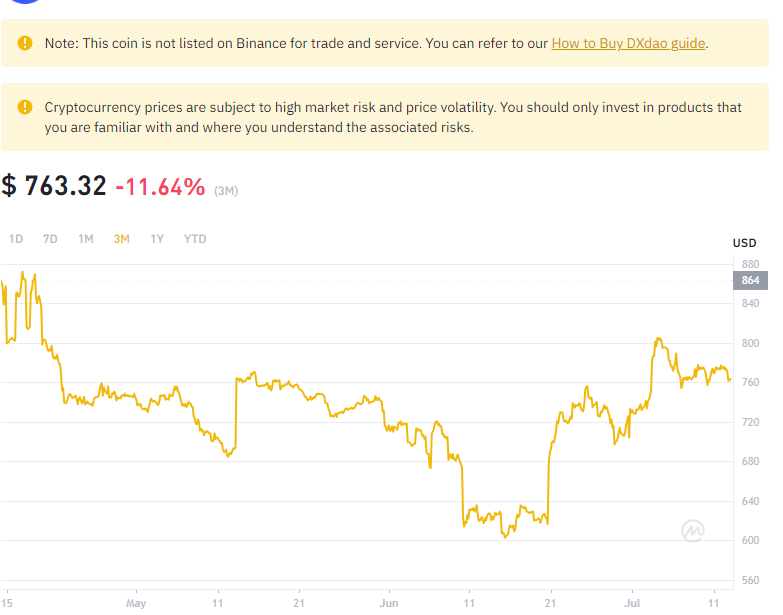 Note: This coin is not listed on Binance for trade and service. You can refer to our How to Buy DXdao guide.
Cryptocurrency prices are subject to high market risk and price volatility. You should only invest in products that
you are familiar with and where you understand the associated risks.
$ 763.32 -11.64% (3M)
1D 7D 1M 3M 1Y YTD
USD
880
864
840
800
760
720
680
640
600
560
15 May 11 21 Jun 11 21 Jul 11